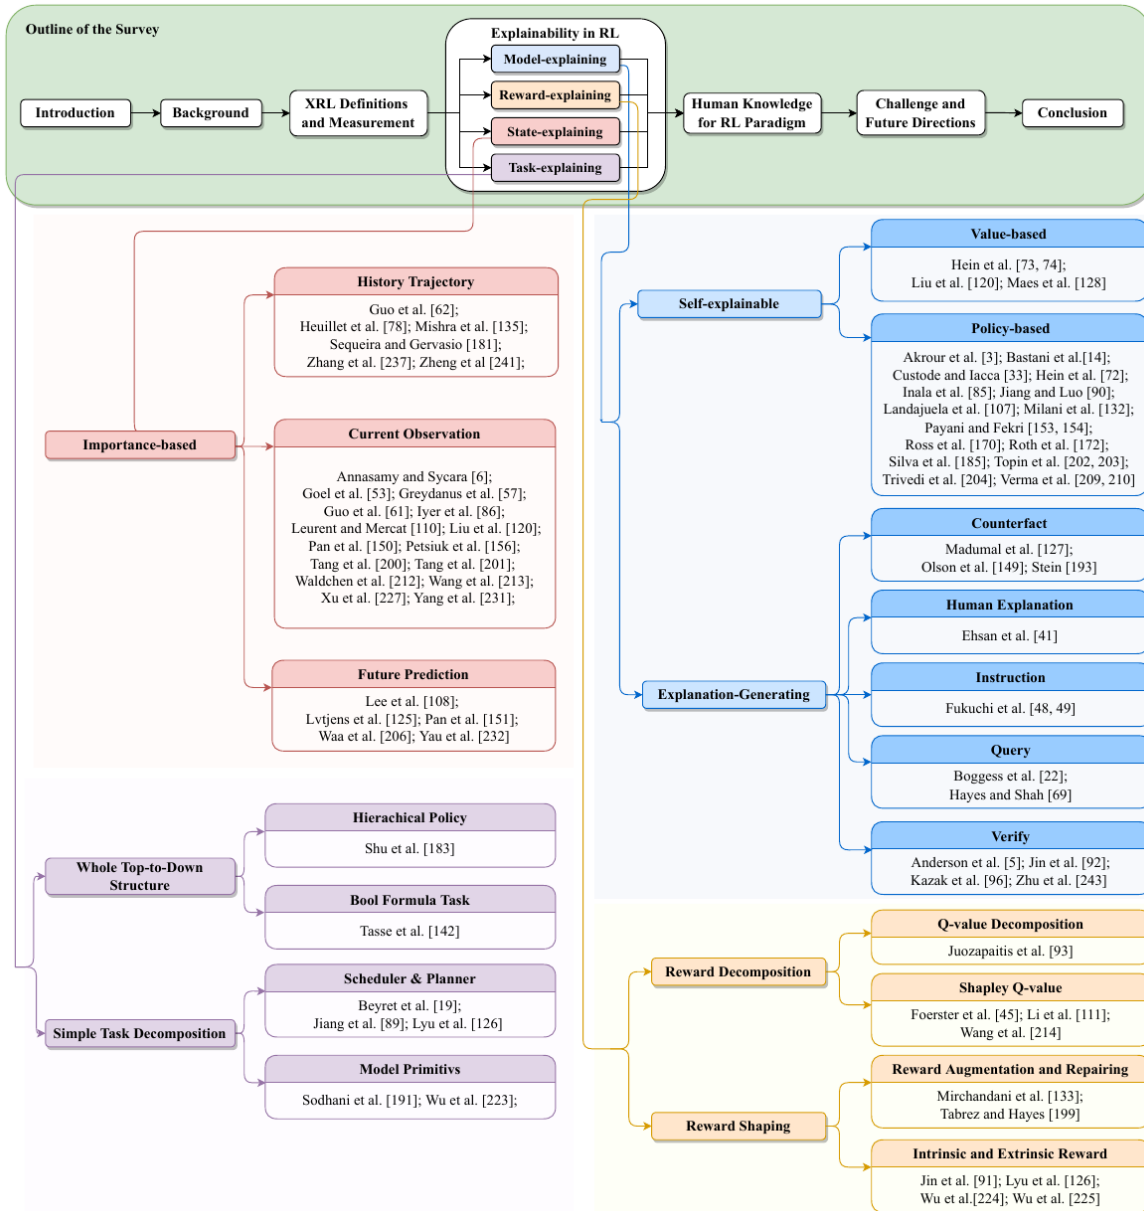 Outline of the Survey
Explainability in RL
Model-explaining
Reward-explaining
State-explaining
Task-explaining
Introduction
Background
XRL Definitions
and Measurement
Human Knowledge
for RL Paradigm
Challenge and
Future Directions
Conclusion
Importance-based
History Trajectory
Guo et al. [62];
Heuillet et al. [78]; Mishra et al. [135];
Sequeira and Gervasio [181];
Zhang et al. [237]; Zheng et al [241];
Current Observation
Annasamy and Sycara [6];
Goel et al. [53]; Greydanus et al. [57];
Guo et al. [61]; Iyer et al. [86];
Leurent and Mercat [110]; Liu et al. [120];
Pan et al. [150]; Petsiuk et al. [156];
Tang et al. [200]; Tang et al. [201];
Waldchen et al. [212]; Wang et al. [213];
Xu et al. [227]; Yang et al. [231];
Future Prediction
Lee et al. [108];
Lvtjens et al. [125]; Pan et al. [151];
Waa et al. [206]; Yau et al. [232]
Whole Top-to-Down
Structure
Hierachical Policy
Shu et al. [183]
Bool Formula Task
Tasse et al. [142]
Simple Task Decomposition
Scheduler & Planner
Beyret et al. [19];
Jiang et al. [89]; Lyu et al. [126]
Model Primitivs
Sodhani et al. [191]; Wu et al. [223];
Self-explainable
Value-based
Hein et al. [73, 74];
Liu et al. [120]; Maes et al. [128]
Policy-based
Akrour et al. [3]; Bastani et al.[14];
Custode and Iacca [33]; Hein et al. [72];
Inala et al. [85]; Jiang and Luo [90];
Landajuela et al. [107]; Milani et al. [132];
Payani and Fekri [153, 154];
Ross et al. [170]; Roth et al. [172];
Silva et al. [185]; Topin et al. [202, 203];
Trivedi et al. [204]; Verma et al. [209, 210]
Explanation-Generating
Counterfact
Madumal et al. [127];
Olson et al. [149]; Stein [193]
Human Explanation
Ehsan et al. [41]
Instruction
Fukuchi et al. [48, 49]
Query
Boggess et al. [22];
Hayes and Shah [69]
Verify
Anderson et al. [5]; Jin et al. [92];
Kazak et al. [96]; Zhu et al. [243]
Reward Decomposition
Q-value Decomposition
Juozapaitis et al. [93]
Shapley Q-value
Foerster et al. [45]; Li et al. [111];
Wang et al. [214]
Reward Shaping
Reward Augmentation and Repairing
Mirchandani et al. [133];
Tabrez and Hayes [199]
Intrinsic and Extrinsic Reward
Jin et al. [91]; Lyu et al. [126];
Wu et al.[224]; Wu et al. [225]